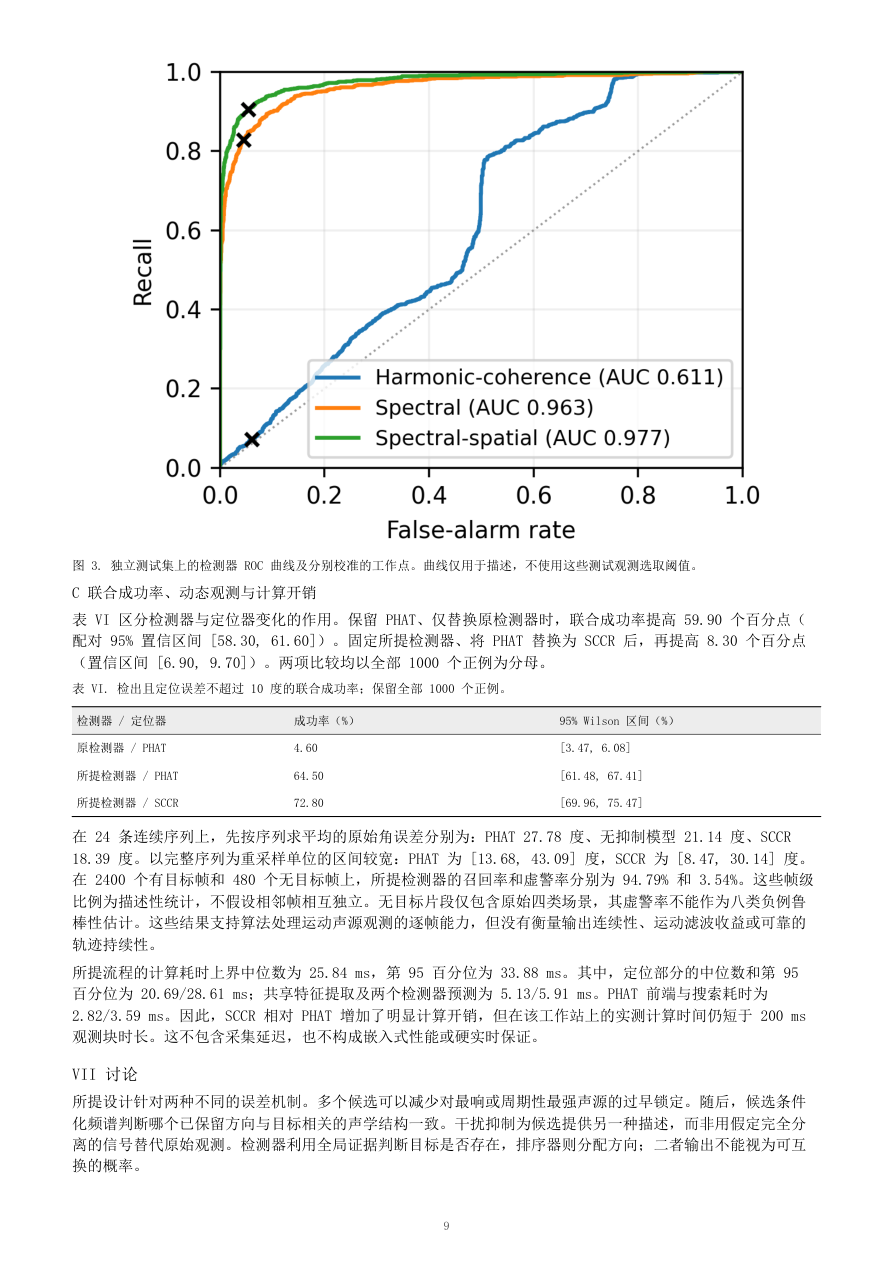 1.0
0.8
0.6
0.4
0.2
0.0
Recall
Harmonic-coherence (AUC 0.611)
Spectral (AUC 0.963)
Spectral-spatial (AUC 0.977)
0.0 0.2 0.4 0.6 0.8 1.0
False-alarm rate
图 3. 独立测试集上的检测器 ROC 曲线及分别校准的工作点。曲线仅用于描述，不使用这些测试观测选取阈值。
C 联合成功率、动态观测与计算开销
表 VI 区分检测器与定位器变化的作用。保留 PHAT、仅替换原检测器时，联合成功率提高 59.90 个百分点（
配对 95% 置信区间 [58.30, 61.60]）。固定所提检测器、将 PHAT 替换为 SCCR 后，再提高 8.30 个百分点
（置信区间 [6.90, 9.70]）。两项比较均以全部 1000 个正例为分母。
表 VI. 检出且定位误差不超过 10 度的联合成功率；保留全部 1000 个正例。
检测器 / 定位器 成功率（%） 95% Wilson 区间（%）
原检测器 / PHAT 4.60 [3.47, 6.08]
所提检测器 / PHAT 64.50 [61.48, 67.41]
所提检测器 / SCCR 72.80 [69.96, 75.47]
在 24 条连续序列上，先按序列求平均的原始角误差分别为：PHAT 27.78 度、无抑制模型 21.14 度、SCCR
18.39 度。以完整序列为重采样单位的区间较宽：PHAT 为 [13.68, 43.09] 度，SCCR 为 [8.47, 30.14] 度。
在 2400 个有目标帧和 480 个无目标帧上，所提检测器的召回率和虚警率分别为 94.79% 和 3.54%。这些帧级
比例为描述性统计，不假设相邻帧相互独立。无目标片段仅包含原始四类场景，其虚警率不能作为八类负例鲁
棒性估计。这些结果支持算法处理运动声源观测的逐帧能力，但没有衡量输出连续性、运动滤波收益或可靠的
轨迹持续性。
所提流程的计算耗时上界中位数为 25.84 ms，第 95 百分位为 33.88 ms。其中，定位部分的中位数和第 95
百分位为 20.69/28.61 ms；共享特征提取及两个检测器预测为 5.13/5.91 ms。PHAT 前端与搜索耗时为
2.82/3.59 ms。因此，SCCR 相对 PHAT 增加了明显计算开销，但在该工作站上的实测计算时间仍短于 200 ms
观测块时长。这不包含采集延迟，也不构成嵌入式性能或硬实时保证。
VII 讨论
所提设计针对两种不同的误差机制。多个候选可以减少对最响或周期性最强声源的过早锁定。随后，候选条件
化频谱判断哪个已保留方向与目标相关的声学结构一致。干扰抑制为候选提供另一种描述，而非用假定完全分
离的信号替代原始观测。检测器利用全局证据判断目标是否存在，排序器则分配方向；二者输出不能视为可互
换的概率。
9